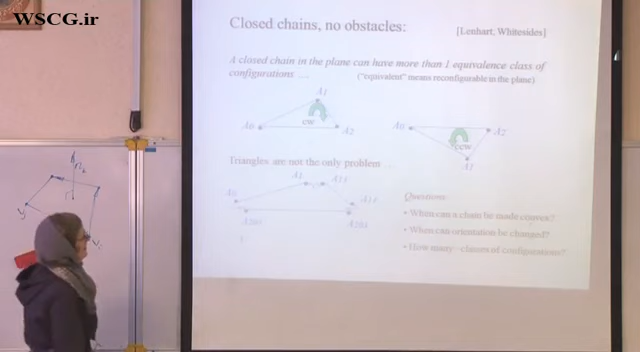 WSCG.ir
Closed chains, no obstacles:
[Lenhart, Whitesides]
A closed chain in the plane can have more than 1 equivalence class of
configurations ...
("equivalent" means reconfigurable in the plane)
A1
A0
cw
A2
A0
A2
ccw
A1
Triangles are not the only problem ...
A0
Questions:
• When can a chain be made convex?
• When can orientation be changed?
• How many classes of configurations?